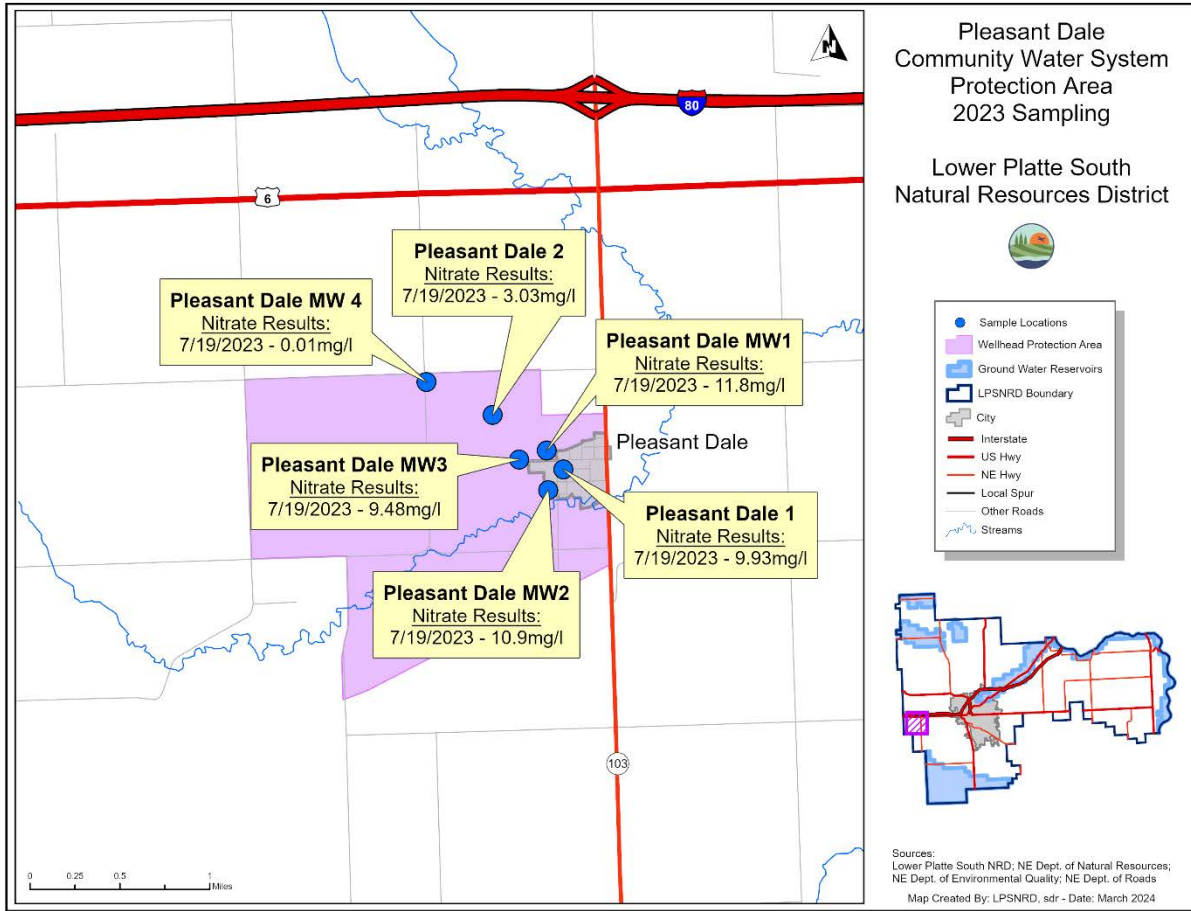 Pleasant Dale
Community Water System
Protection Area
2023 Sampling
Lower Platte South
Natural Resources District
N
80
6
Pleasant Dale 2
Nitrate Results:
7/19/2023 - 3.03mg/l
Pleasant Dale MW 4
Nitrate Results:
7/19/2023 - 0.01mg/l
Pleasant Dale MW1
Nitrate Results:
7/19/2023 - 11.8mg/l
Pleasant Dale
Pleasant Dale MW3
Nitrate Results:
7/19/2023 - 9.48mg/l
Pleasant Dale 1
Nitrate Results:
7/19/2023 - 9.93mg/l
Pleasant Dale MW2
Nitrate Results:
7/19/2023 - 10.9mg/l
103
0 0.25 0.5 1
Miles
Sample Locations
Wellhead Protection Area
Ground Water Reservoirs
LPSNRD Boundary
City
Interstate
US Hwy
NE Hwy
Local Spur
Other Roads
Streams
Sources:
Lower Platte South NRD; NE Dept. of Natural Resources;
NE Dept. of Environmental Quality; NE Dept. of Roads
Map Created By: LPSNRD, sdr - Date: March 2024